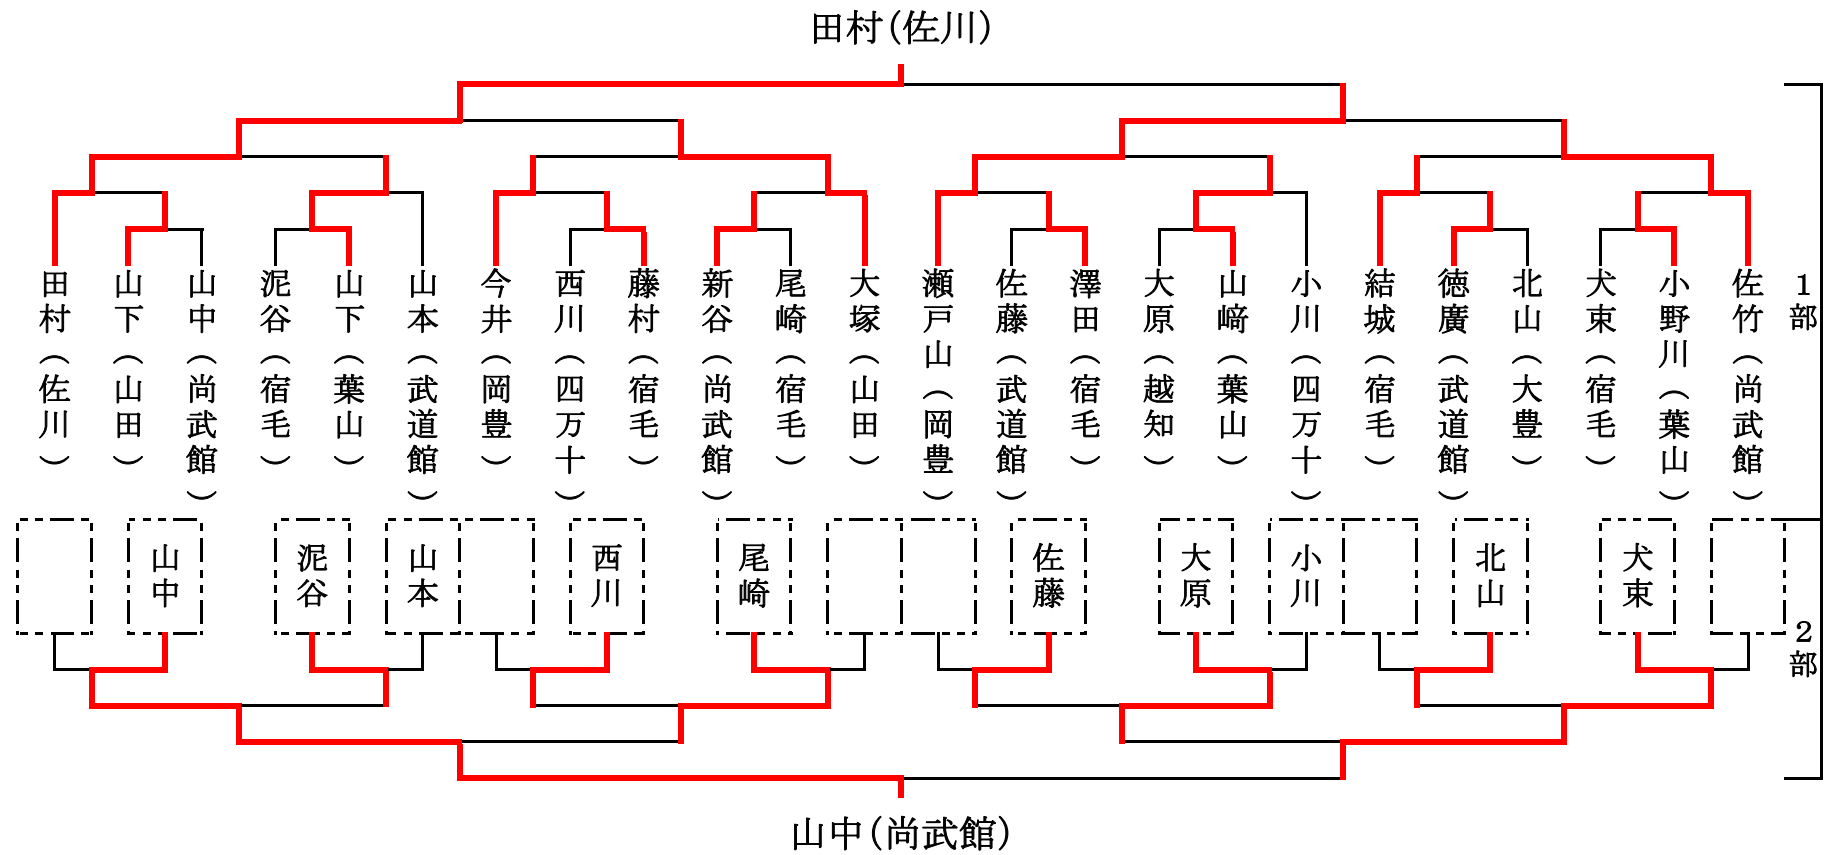 田村(佐川)
田村(佐川)
山下(山田)
山中(尚武館)
泥谷(宿毛)
山下(葉山)
山本(武道館)
今井(岡豊)
西川(四万十)
藤村(宿毛)
新谷(尚武館)
尾崎(宿毛)
大塚(山田)
瀬戸山(岡豊)
佐藤(武道館)
澤田(宿毛)
大原(越知)
山﨑(葉山)
小川(四万十)
結城(宿毛)
徳廣(武道館)
北山(大豊)
犬束(宿毛)
小野川(葉山)
佐竹(尚武館)
1部
山中
泥谷
山本
西川
尾崎
佐藤
大原
小川
北山
犬束
2部
山中(尚武館)